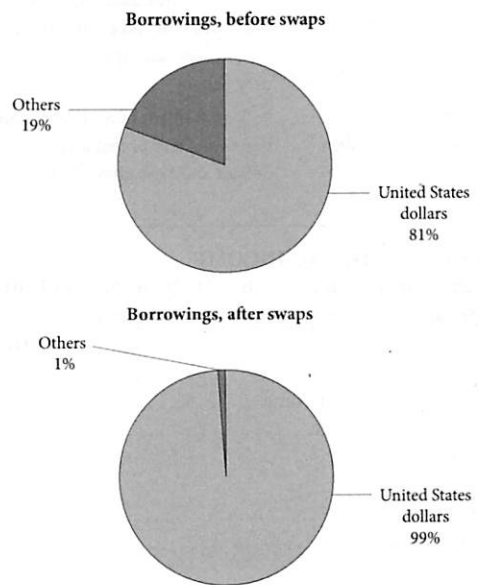 Borrowings, before swaps
Others
19%
United States
dollars
81%
Borrowings, after swaps
Others
1%
United States
dollars
99%